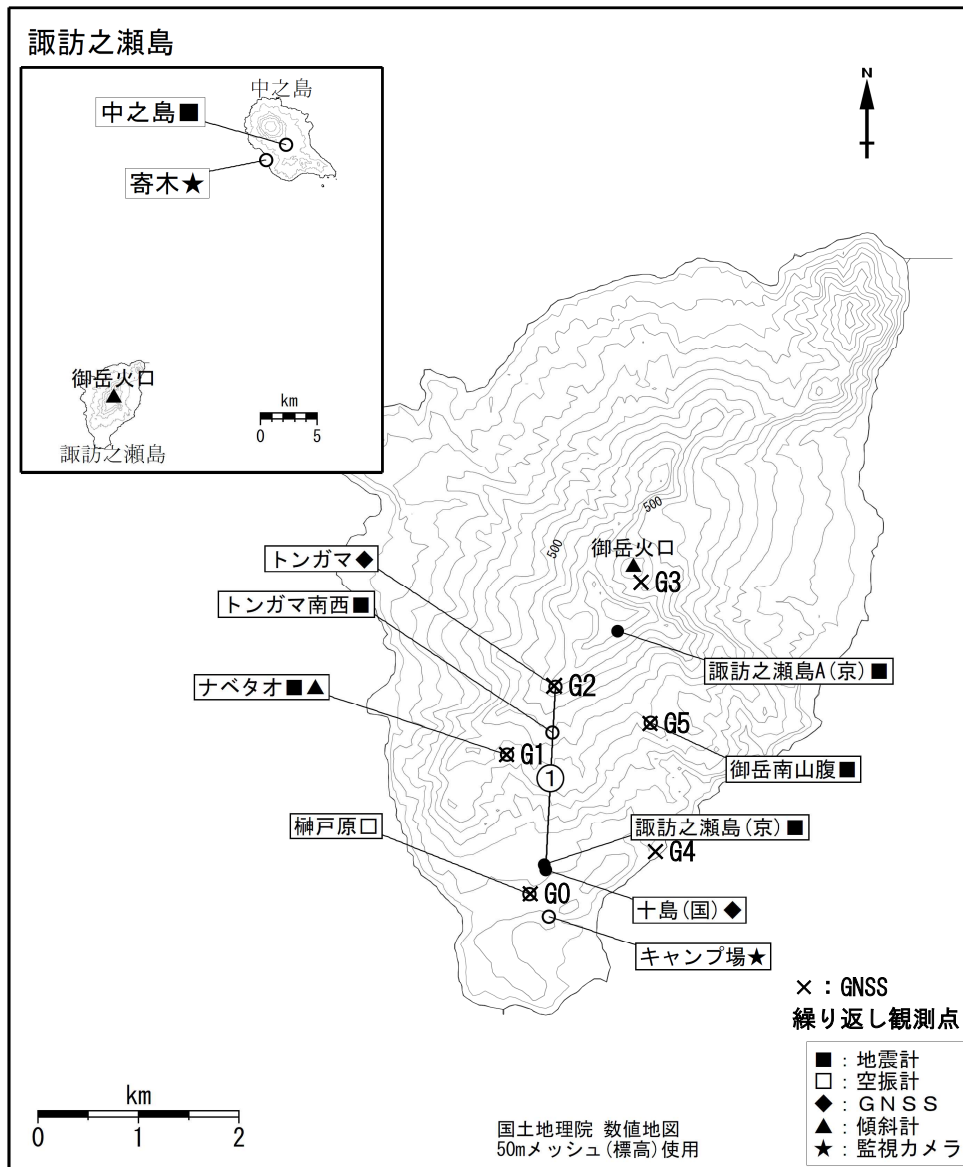 諏訪之瀬島
中之島
中之島■
寄木★
御岳火口
諏訪之瀬島
km
0 5
N
500
500
御岳火口
G3
トンガマ◆
トンガマ南西■
諏訪之瀬島A(京)■
ナベタオ■▲
G2
G5
G1
御岳南山腹■
①
榊戸原□
諏訪之瀬島(京)■
G4
G0
十島(国)◆
キャンプ場★
×：GNSS
繰り返し観測点
■：地震計
□：空振計
◆：ＧＮＳＳ
▲：傾斜計
★：監視カメラ
km
0 1 2
国土地理院 数値地図
50mメッシュ(標高)使用